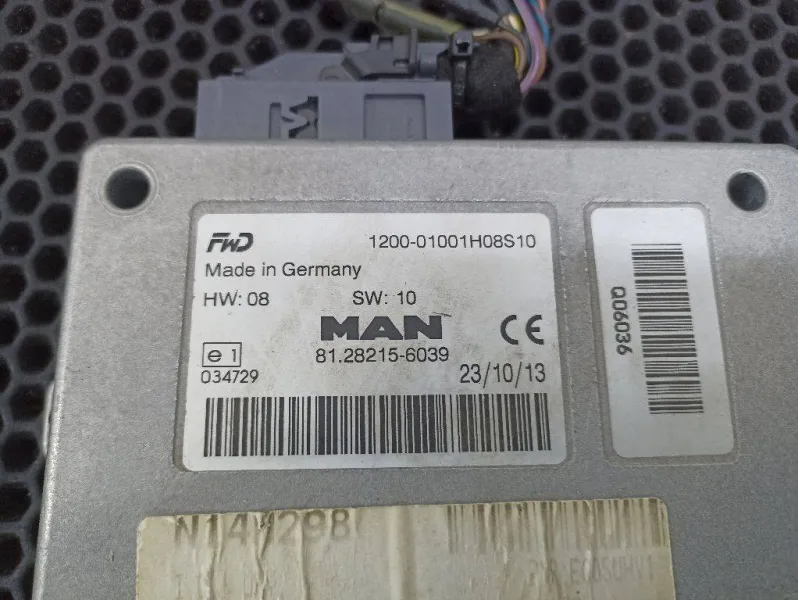 FWD 1200-01001H08S10
Made in Germany
HW: 08 SW: 10
MAN CE
e 1 81.28215-6039
034729 23/10/13
Q06036